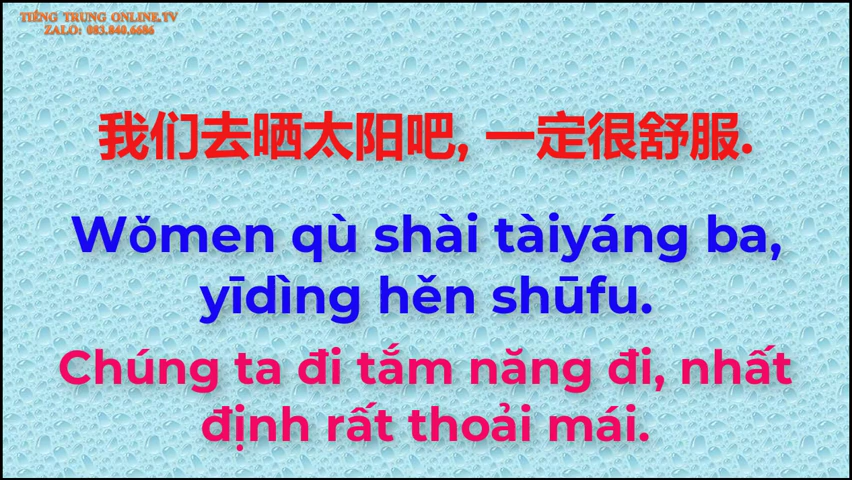 TIẾNG TRUNG ONLINE.TV
ZALO: 083.840.6686
我们去晒太阳吧, 一定很舒服.
Wǒmen qù shài tàiyáng ba,
yīdìng hěn shūfu.
Chúng ta đi tắm năng đi, nhất
định rất thoải mái.